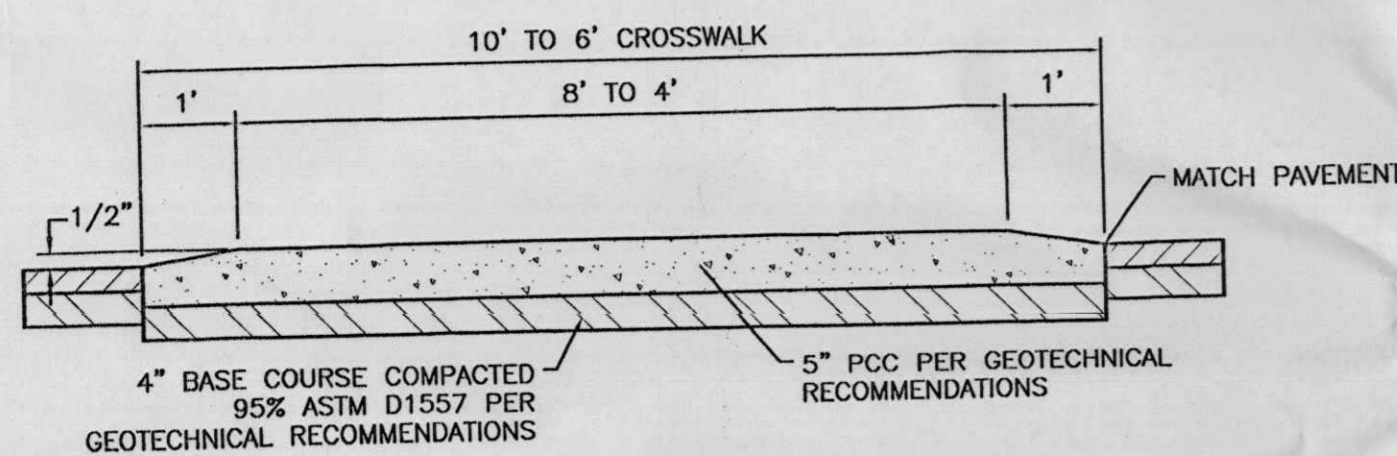 10' TO 6' CROSSWALK
1'
8' TO 4'
1'
MATCH PAVEMENT
1/2"
4" BASE COURSE COMPACTED
95% ASTM D1557 PER
GEOTECHNICAL RECOMMENDATIONS
5" PCC PER GEOTECHNICAL
RECOMMENDATIONS